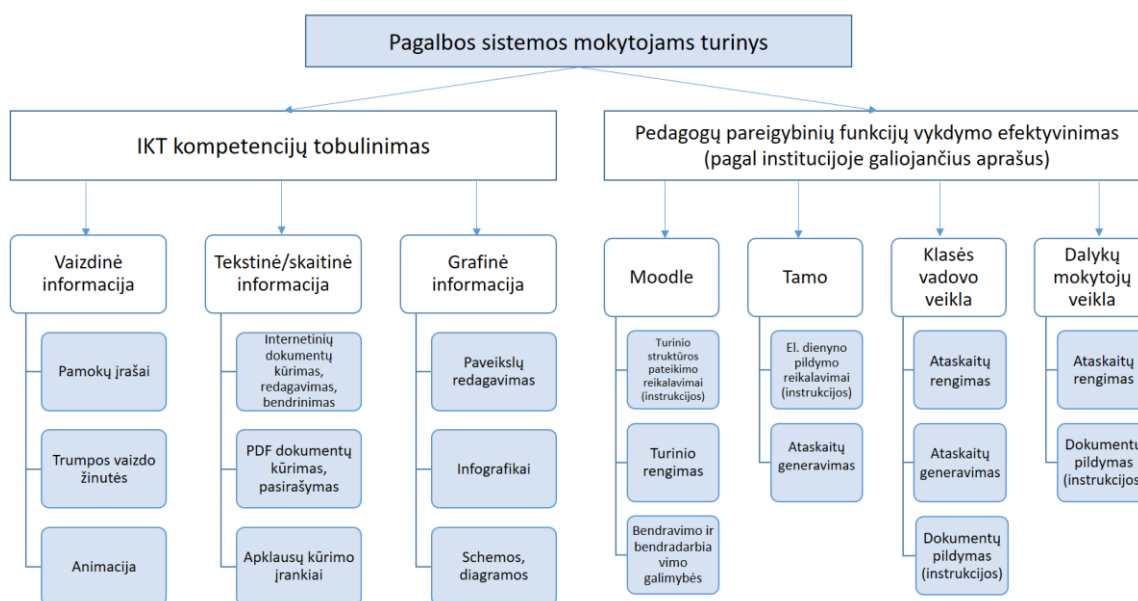 Pagalbos sistemos mokytojams turinys
IKT kompetencijų tobulinimas
Pedagogų pareigybinių funkcijų vykdymo efektyvinimas
(pagal institucijoje galiojančius aprašus)
Vaizdinė
informacija
Tekstinė/skaitinė
informacija
Grafinė
informacija
Moodle
Tamo
Klasės
vadovo
veikla
Dalykų
mokytojų
veikla
Pamokų įrašai
Trumpos vaizdo
žinutės
Animacija
Internetinių
dokumentų
kūrimas,
redagavimas,
bendrinimas
PDF dokumentų
kūrimas,
pasirašymas
Apklausų kūrimo
įrankiai
Paveikslų
redagavimas
Infografikai
Schemos,
diagramos
Turinio
struktūros
pateikimo
reikalavimai
(instrukcijos)
Turinio
rengimas
Bendravimo ir
bendradarbia
vimo
galimybės
El. dienyno
pildymo
reikalavimai
(instrukcijos)
Ataskaitų
generavimas
Ataskaitų
rengimas
Ataskaitų
generavimas
Dokumentų
pildymas
(instrukcijos)
Ataskaitų
rengimas
Dokumentų
pildymas
(instrukcijos)